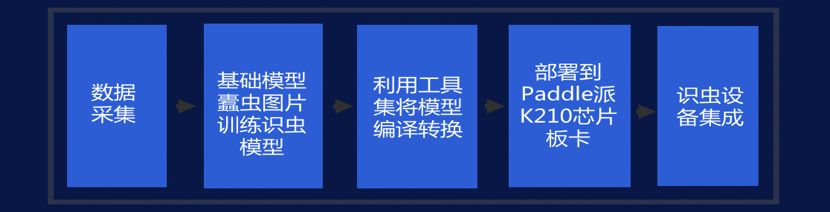 数据
采集
基础模型
蠹虫图片
训练识虫
模型
利用工具
集将模型
编译转换
部署到
Paddle派
K210芯片
板卡
识虫设
备集成